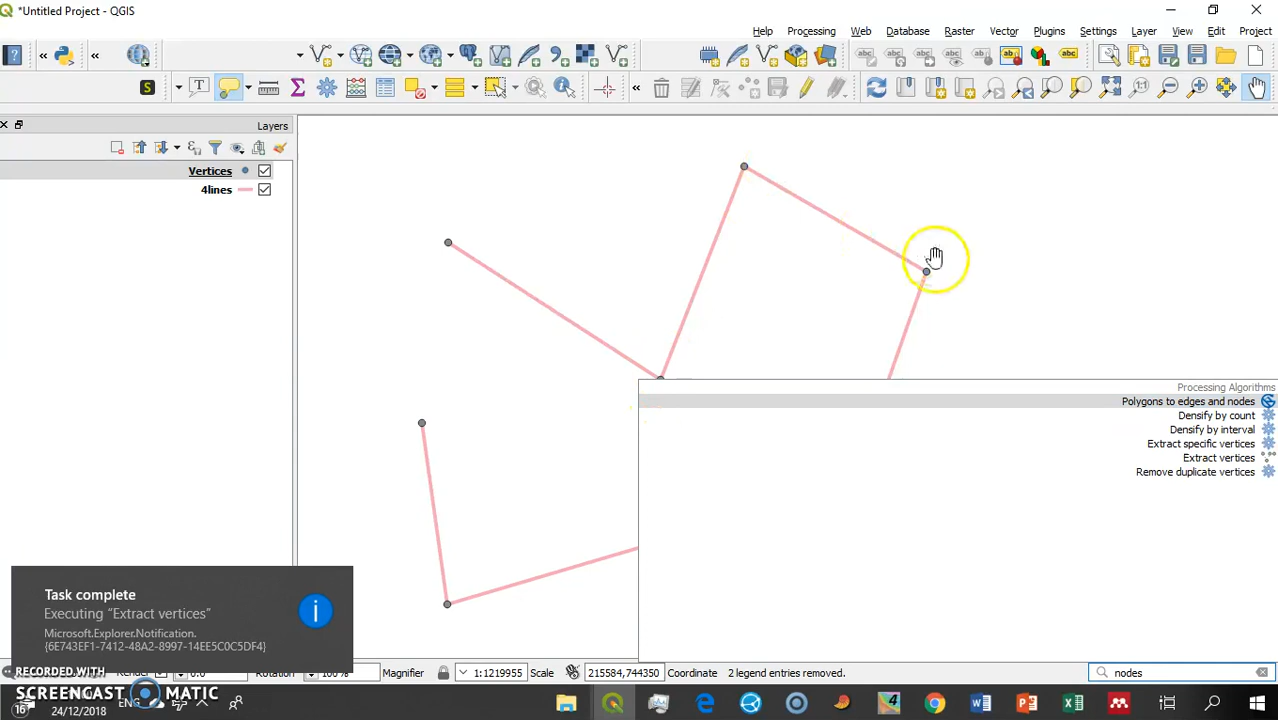 *Untitled Project - QGIS
Help Processing Web Database Raster Vector Plugins Settings Layer View Edit Project
Layers
Vertices
4lines
Processing Algorithms
Polygons to edges and nodes
Densify by count
Densify by interval
Extract specific vertices
Extract vertices
Remove duplicate vertices
Task complete
Executing "Extract vertices"
Microsoft.Explorer.Notification.
{6E743EF1-7412-48A2-8997-14EE5C0C5DF4}
Magnifier 1:1219955 Scale 215584,744350 Coordinate 2 legend entries removed. nodes
RECORDED WITH
SCREENCAST MATIC
24/12/2018